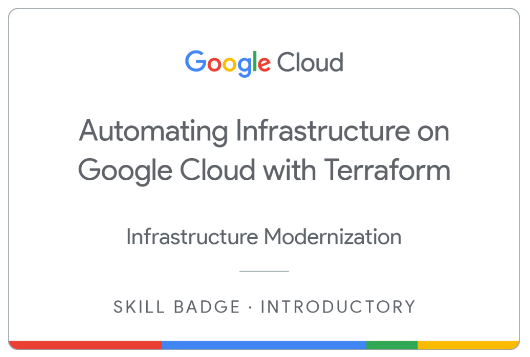 Google Cloud
Automating Infrastructure on
Google Cloud with Terraform
Infrastructure Modernization
SKILL BADGE · INTRODUCTORY